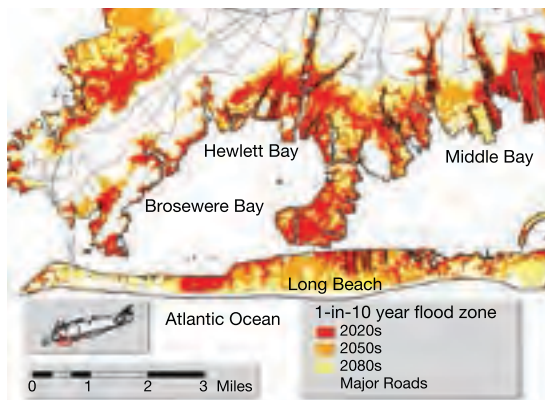 Hewlett Bay
Middle Bay
Brosewere Bay
Long Beach
Atlantic Ocean
1-in-10 year flood zone
2020s
2050s
2080s
Major Roads
0 1 2 3 Miles